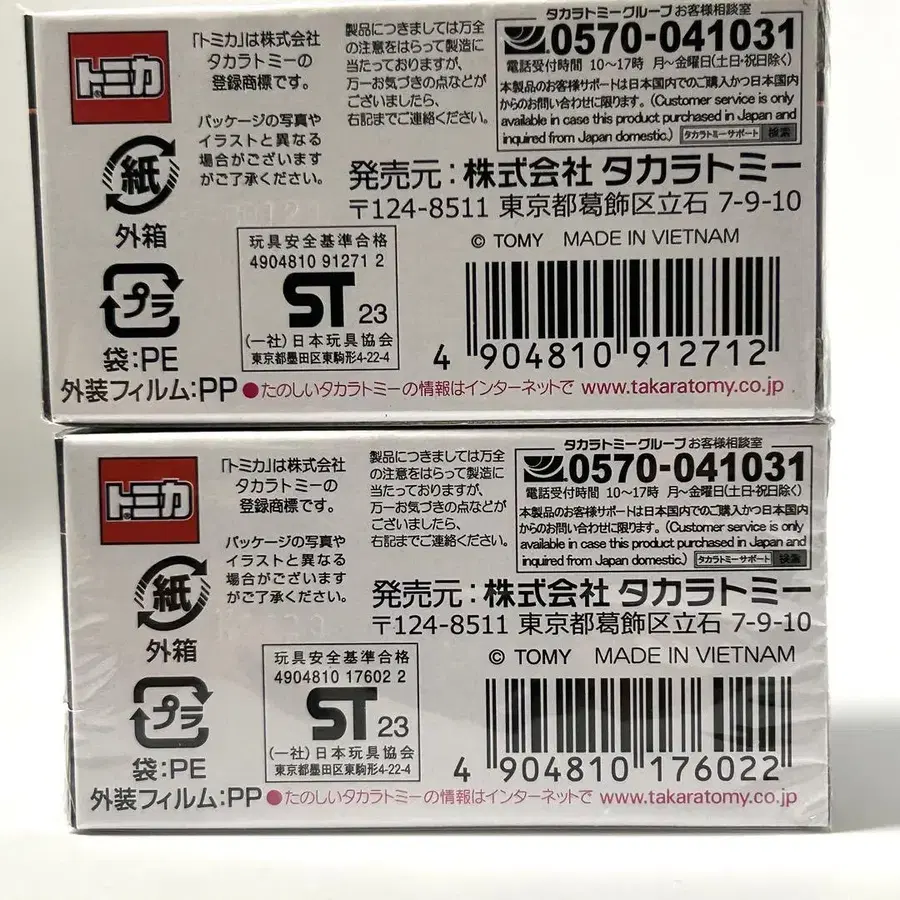 トミカ
「トミカ」は株式会社
タカラトミーの
登録商標です。
パッケージの写真や
イラストと異なる
場合がございます
がご了承ください。
製品につきましては万全
の注意をはらって製造に
当たっておりますが、
万一お気づきの点などが
ございましたら、
右記までご連絡ください。
タカラトミーグループ お客様相談室
0570-041031
電話受付時間 10～17時 月～金曜日(土日・祝日除く)
本製品のお客様サポートは日本国内でのご購入かつ日本国内
からのお問い合わせに限ります。(Customer service is only
available in case this product purchased in Japan and
inquired from Japan domestic.) タカラトミーサポート 検索
発売元:株式会社 タカラトミー
〒124-8511 東京都葛飾区立石 7-9-10
© TOMY MADE IN VIETNAM
紙
外箱
プラ
袋:PE
外装フィルム:PP
玩具安全基準合格
4904810 91271 2
ST 23
(一社)日本玩具協会
東京都墨田区東駒形4-22-4
4 904810 912712
●たのしいタカラトミーの情報はインターネットで www.takaratomy.co.jp
トミカ
「トミカ」は株式会社
タカラトミーの
登録商標です。
パッケージの写真や
イラストと異なる
場合がございます
がご了承ください。
製品につきましては万全
の注意をはらって製造に
当たっておりますが、
万一お気づきの点などが
ございましたら、
右記までご連絡ください。
タカラトミーグループ お客様相談室
0570-041031
電話受付時間 10～17時 月～金曜日(土日・祝日除く)
本製品のお客様サポートは日本国内でのご購入かつ日本国内
からのお問い合わせに限ります。(Customer service is only
available in case this product purchased in Japan and
inquired from Japan domestic.) タカラトミーサポート 検索
発売元:株式会社 タカラトミー
〒124-8511 東京都葛飾区立石 7-9-10
© TOMY MADE IN VIETNAM
紙
外箱
プラ
袋:PE
外装フィルム:PP
玩具安全基準合格
4904810 17602 2
ST 23
(一社)日本玩具協会
東京都墨田区東駒形4-22-4
4 904810 176022
●たのしいタカラトミーの情報はインターネットで www.takaratomy.co.jp